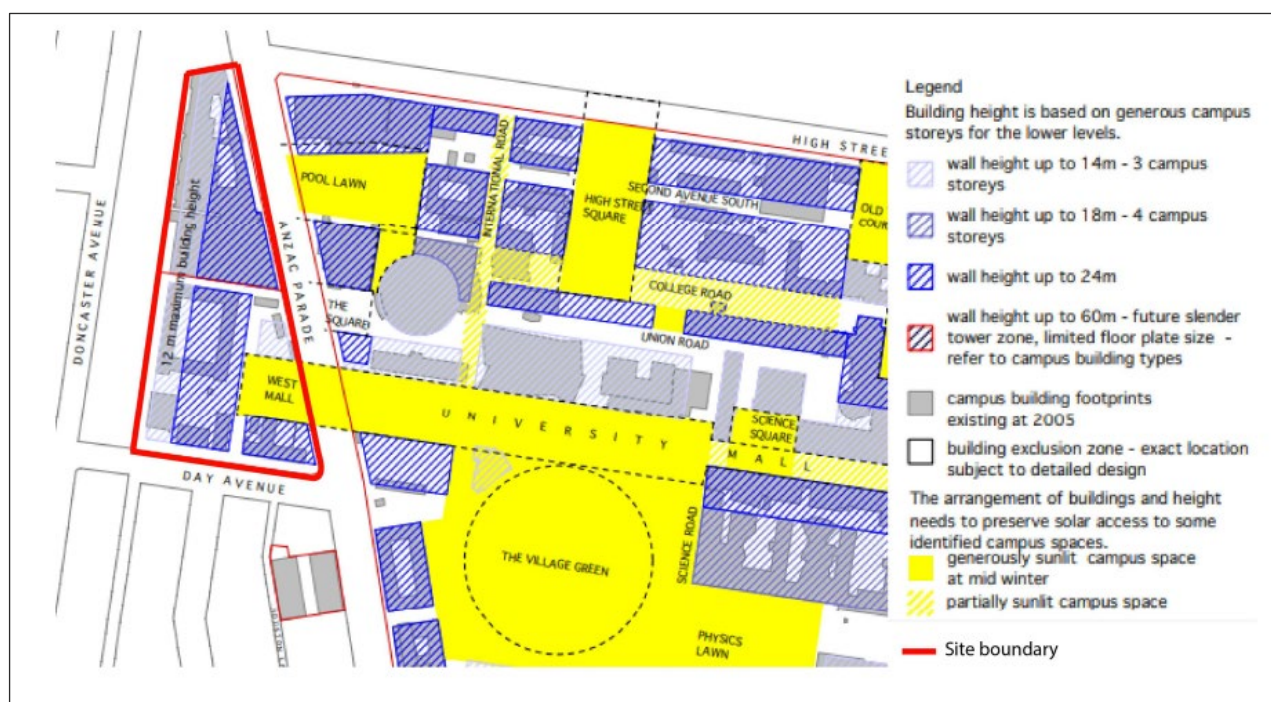 HIGH STREE
POOL LAWN
INTERNATIONAL ROAD
HIGH STRE
SQUARE
SECOND AVENUE SOUTH
OLD
COUR
DONCASTER AVENUE
12 m maximum building height
ANZAC PARADE
THE
SQUARE
COLLEGE ROAD
UNION ROAD
WEST
MALL
UNIVERSITY
MALL
SCIENCE
SQUARE
DAY AVENUE
SCIENCE ROAD
THE VILLAGE GREEN
PHYSICS
LAWN
Legend
Building height is based on generous campus
storeys for the lower levels.
wall height up to 14m - 3 campus
storeys
wall height up to 18m - 4 campus
storeys
wall height up to 24m
wall height up to 60m - future slender
tower zone, limited floor plate size -
refer to campus building types
campus building footprints
existing at 2005
building exclusion zone - exact location
subject to detailed design
The arrangement of buildings and height
needs to preserve solar access to some
identified campus spaces.
generously sunlit campus space
at mid winter
partially sunlit campus space
Site boundary